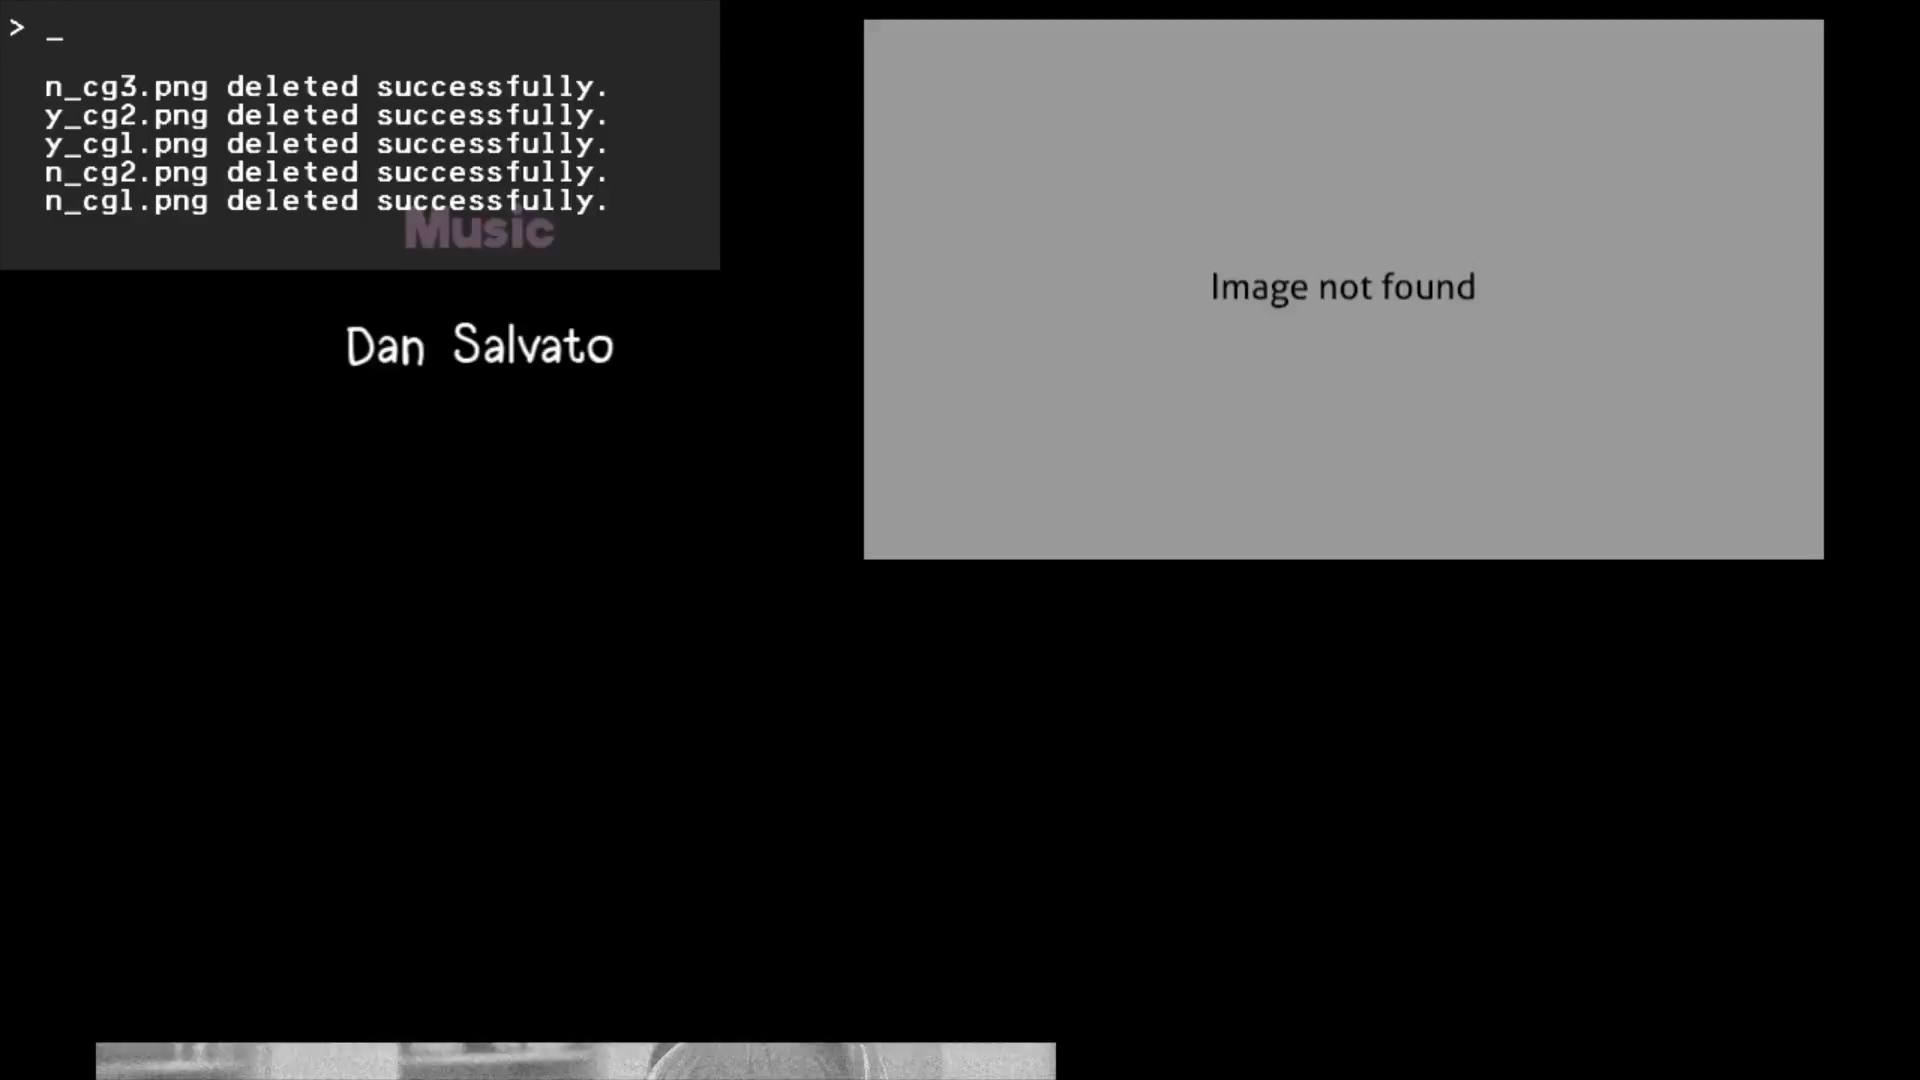 > _
n_cg3.png deleted successfully.
y_cg2.png deleted successfully.
y_cg1.png deleted successfully.
n_cg2.png deleted successfully.
n_cg1.png deleted successfully.
Music
Dan Salvato
Image not found